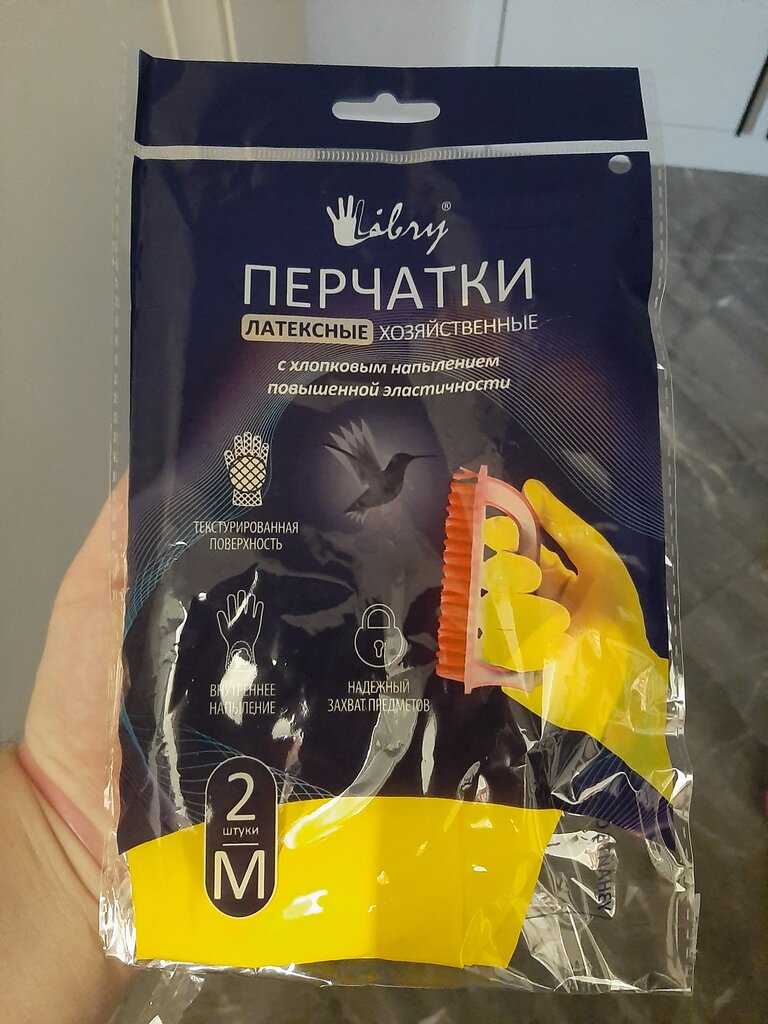 Libry®
ПЕРЧАТКИ
ЛАТЕКСНЫЕ ХОЗЯЙСТВЕННЫЕ
с хлопковым напылением
повышенной эластичности
ТЕКСТУРИРОВАННАЯ
ПОВЕРХНОСТЬ
ВНУТРЕННЕЕ
НАПЫЛЕНИЕ
НАДЕЖНЫЙ
ЗАХВАТ ПРЕДМЕТОВ
2
штуки
M